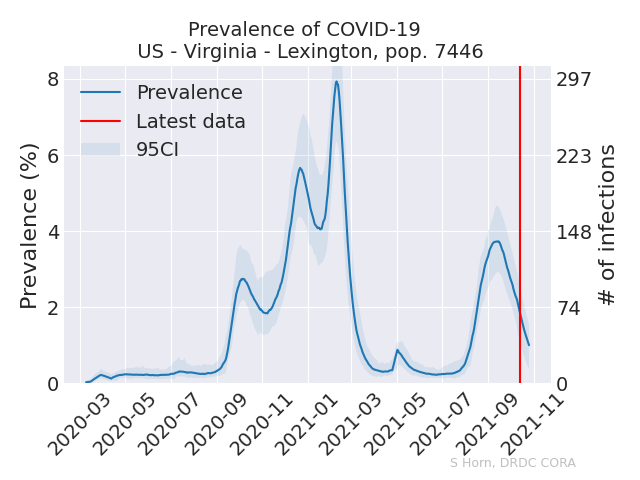 Prevalence of COVID-19
US - Virginia - Lexington, pop. 7446
Prevalence (%)
8
6
4
2
0
Prevalence
Latest data
95CI
297
223
148
74
0
# of infections
2020-03
2020-05
2020-07
2020-09
2020-11
2021-01
2021-03
2021-05
2021-07
2021-09
2021-11
S Horn, DRDC CORA